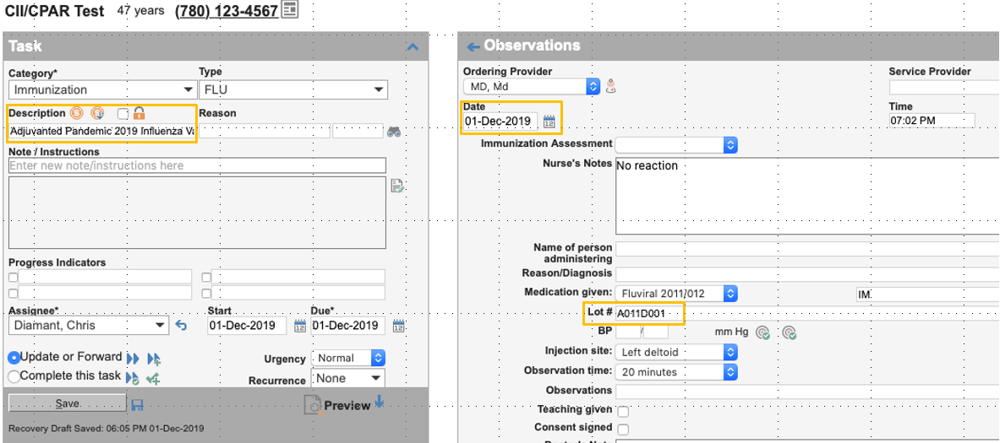 CII/CPAR Test 47 years (780) 123-4567
Task
Category* Type
Immunization FLU
Description Reason
Adjuvanted Pandemic 2019 Influenza Va
Note / Instructions
Enter new note/instructions here
Progress Indicators
Assignee* Start Due*
Diamant, Chris 01-Dec-2019 12 01-Dec-2019 12
Update or Forward Urgency Normal
Complete this task Recurrence None
Save Preview
Recovery Draft Saved: 06:05 PM 01-Dec-2019
Observations
Ordering Provider Service Provider
MD, Md
Date Time
01-Dec-2019 12 07:02 PM
Immunization Assessment
Nurse's Notes No reaction
Name of person
administering
Reason/Diagnosis
Medication given: Fluviral 2011/012 IM
Lot # A011D001
BP / mm Hg
Injection site: Left deltoid
Observation time: 20 minutes
Observations
Teaching given
Consent signed